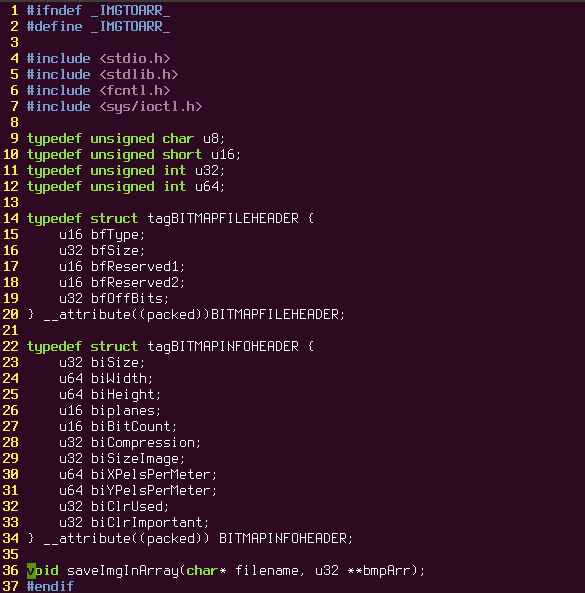 1 #ifndef _IMGTOARR_
2 #define _IMGTOARR_
3
4 #include <stdio.h>
5 #include <stdlib.h>
6 #include <fcntl.h>
7 #include <sys/ioctl.h>
8
9 typedef unsigned char u8;
10 typedef unsigned short u16;
11 typedef unsigned int u32;
12 typedef unsigned int u64;
13
14 typedef struct tagBITMAPFILEHEADER {
15     u16 bfType;
16     u32 bfSize;
17     u16 bfReserved1;
18     u16 bfReserved2;
19     u32 bfOffBits;
20 } __attribute((packed))BITMAPFILEHEADER;
21
22 typedef struct tagBITMAPINFOHEADER {
23     u32 biSize;
24     u64 biWidth;
25     u64 biHeight;
26     u16 biplanes;
27     u16 biBitCount;
28     u32 biCompression;
29     u32 biSizeImage;
30     u64 biXPelsPerMeter;
31     u64 biYPelsPerMeter;
32     u32 biClrUsed;
33     u32 biClrImportant;
34 } __attribute((packed)) BITMAPINFOHEADER;
35
36 void saveImgInArray(char* filename, u32 **bmpArr);
37 #endif